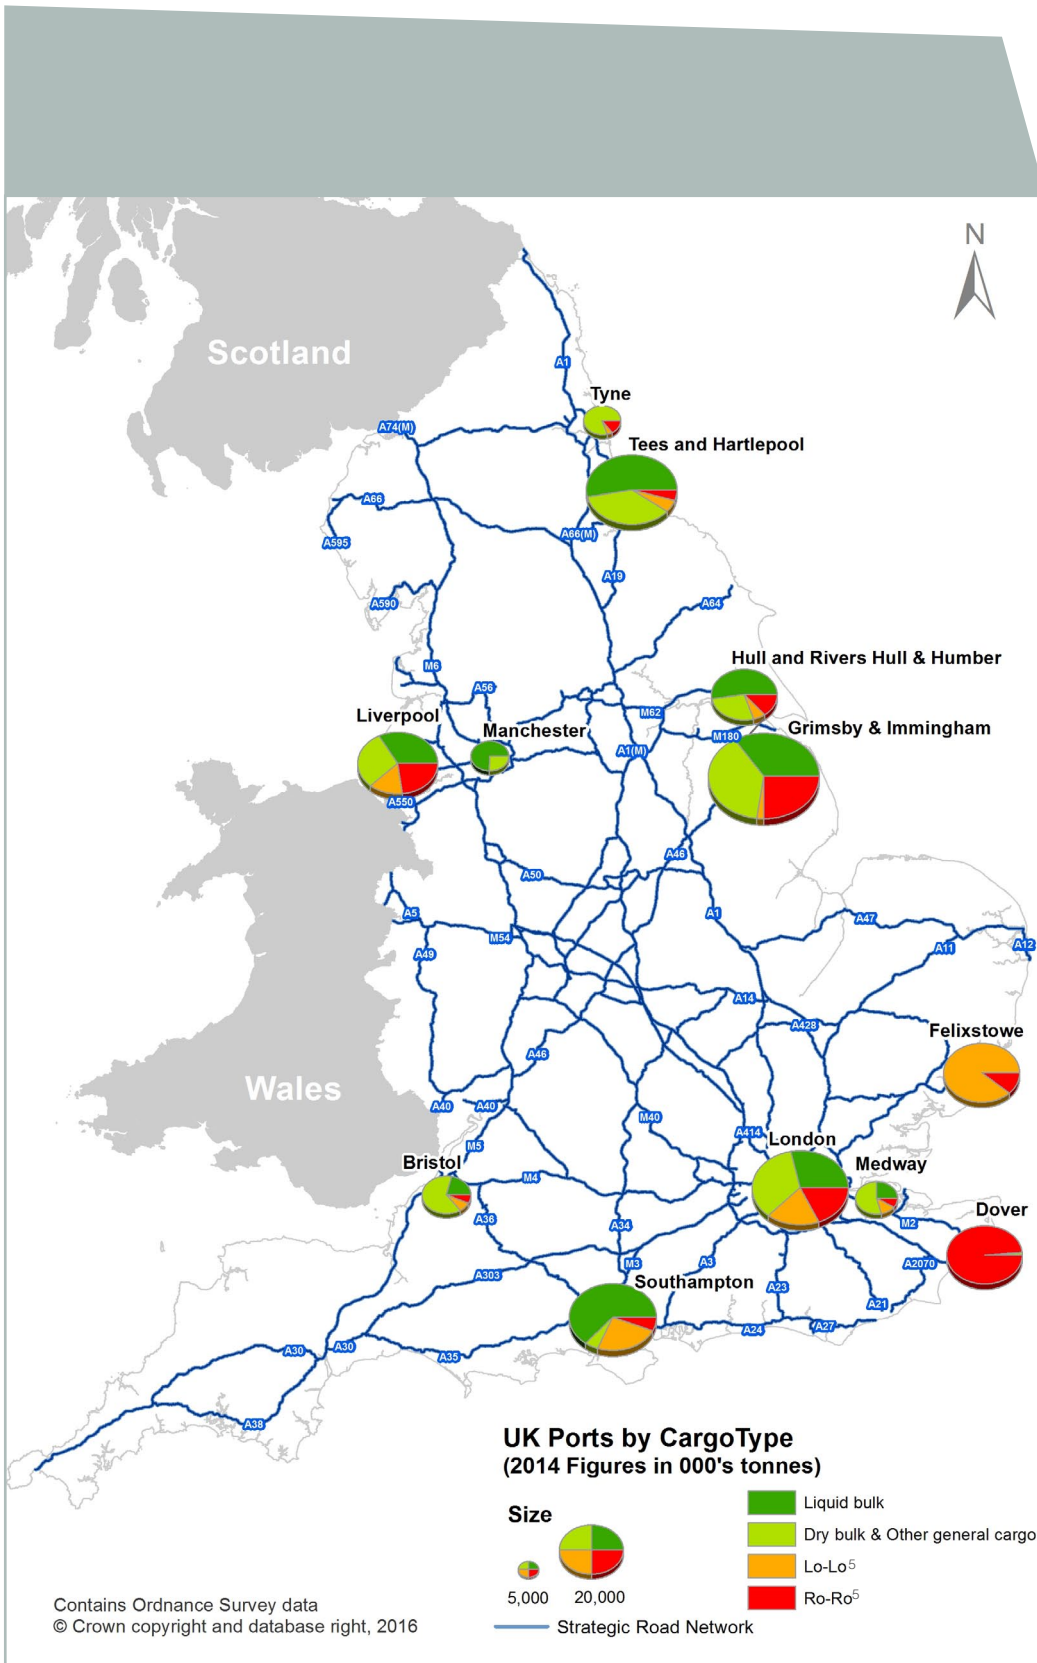 N
Scotland
A1
Tyne
A74(M)
Tees and Hartlepool
A66
A66(M)
A595
A19
A590
A64
Hull and Rivers Hull & Humber
M6
A56
M62
Liverpool
Manchester
Grimsby & Immingham
M180
A1(M)
A550
A46
A50
A5
A1
A47
M54
A49
A11
A12
A14
A428
Felixstowe
A46
Wales
A40
A40
M40
A414
London
M5
Bristol
Medway
M4
Dover
A36
A34
M2
M3
A3
A2070
A303
Southampton
A23
A21
A24
A27
A30
A30
A35
A38
UK Ports by CargoType
(2014 Figures in 000's tonnes)
Size
5,000
20,000
Liquid bulk
Dry bulk & Other general cargo
Lo-Lo5
Ro-Ro5
Strategic Road Network
Contains Ordnance Survey data
© Crown copyright and database right, 2016